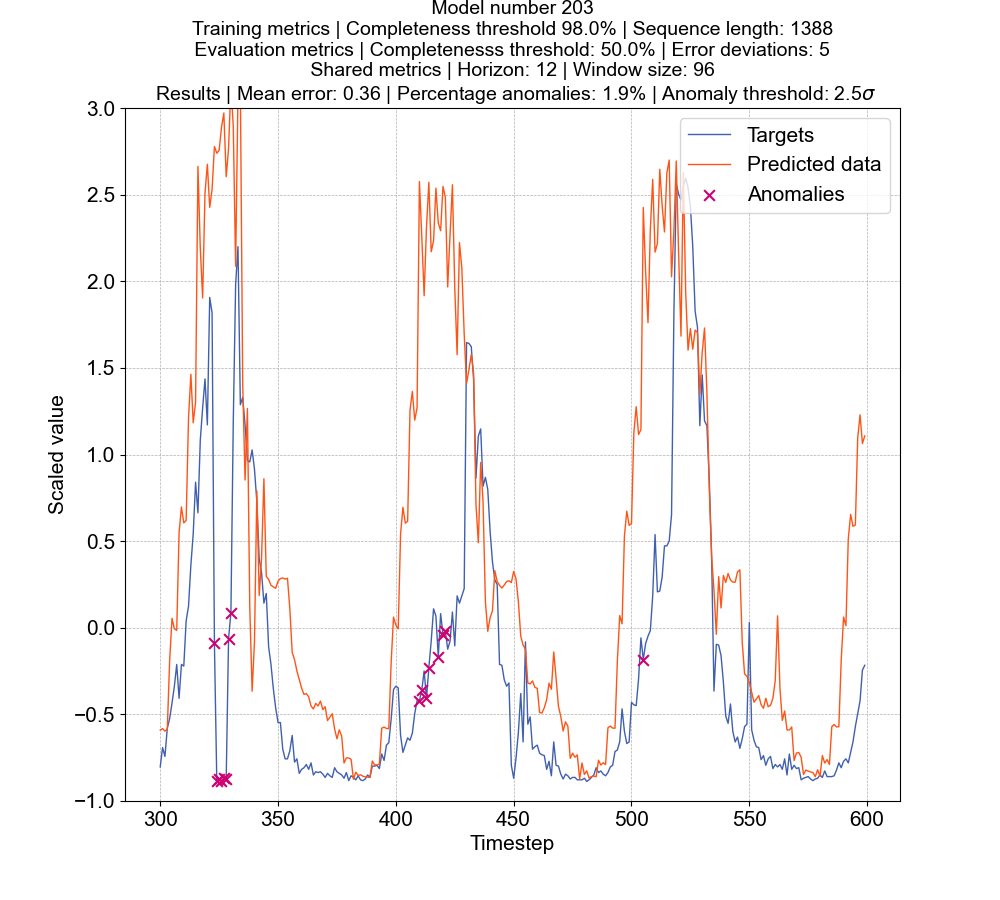 Model number 203
Training metrics | Completeness threshold 98.0% | Sequence length: 1388
Evaluation metrics | Completenesss threshold: 50.0% | Error deviations: 5
Shared metrics | Horizon: 12 | Window size: 96
Results | Mean error: 0.36 | Percentage anomalies: 1.9% | Anomaly threshold: 2.5σ
Targets
Predicted data
Anomalies
3.0
2.5
2.0
1.5
1.0
0.5
0.0
−0.5
−1.0
Scaled value
300
350
400
450
500
550
600
Timestep